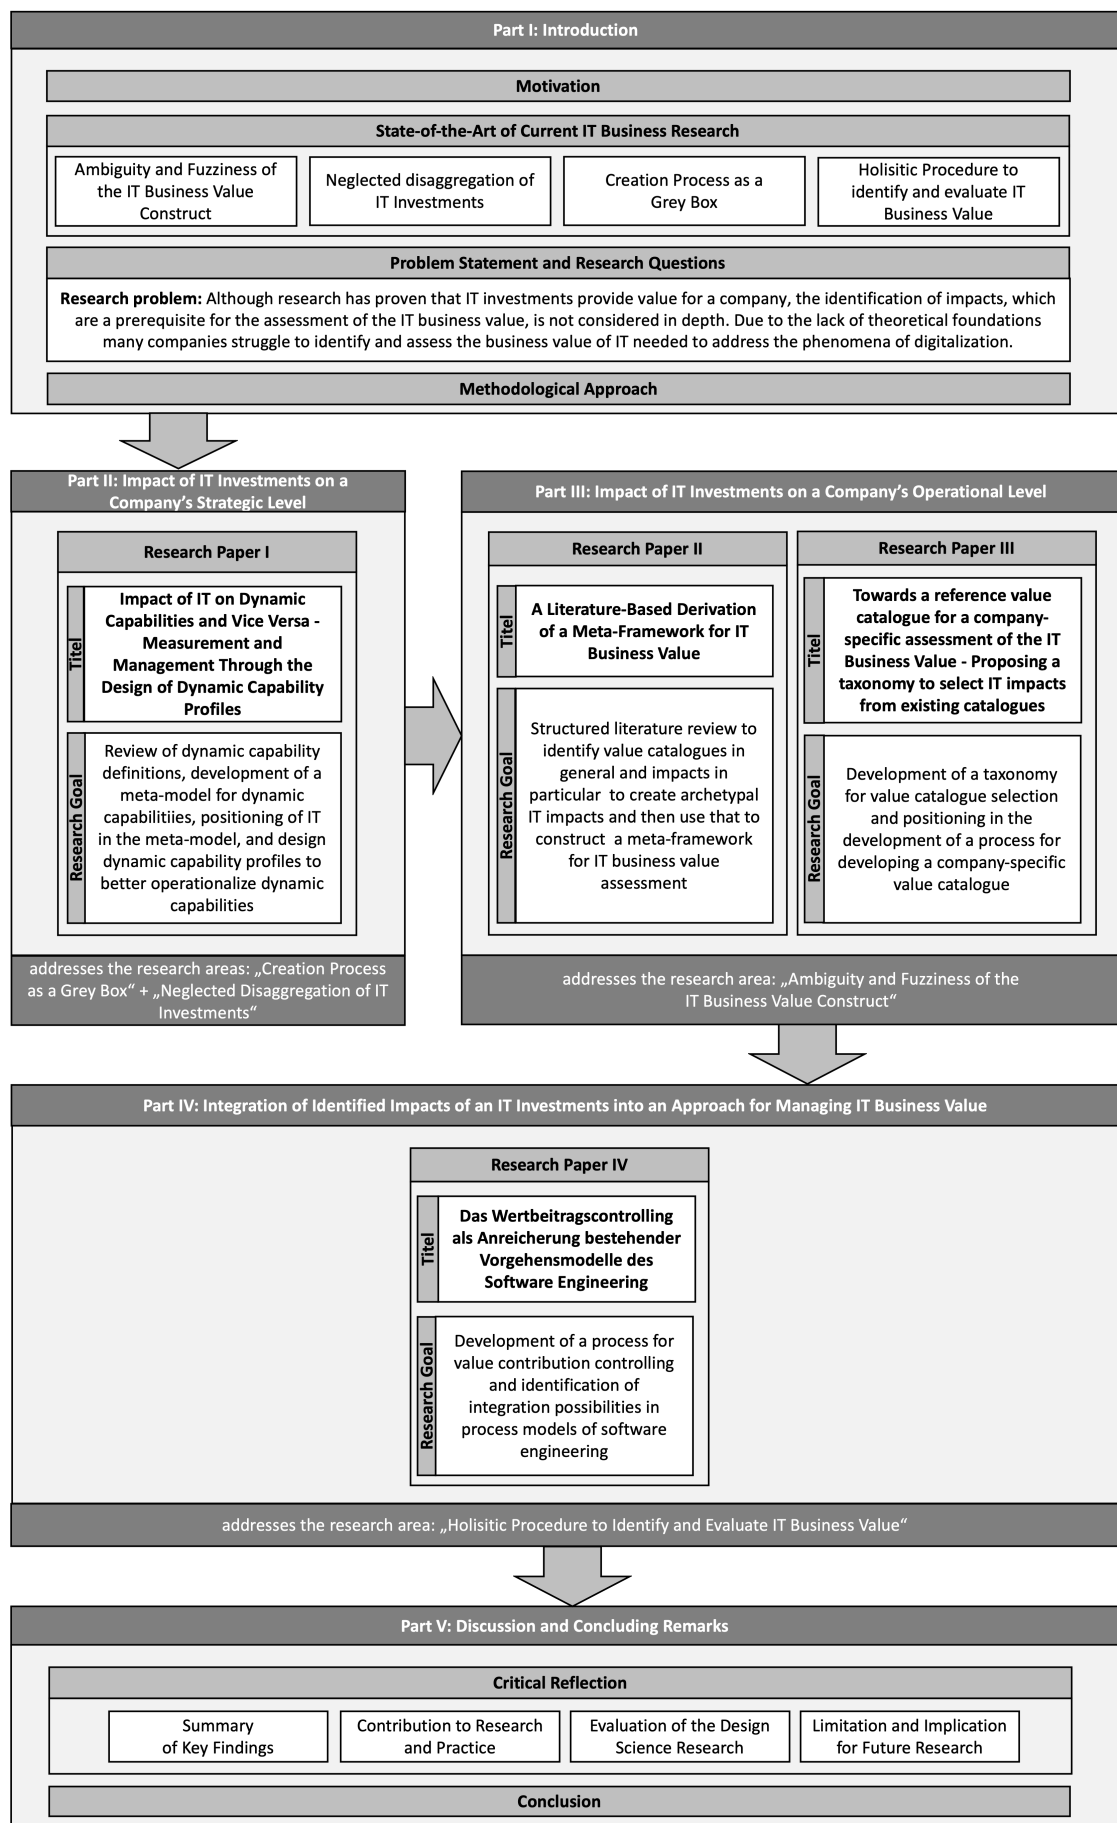 Part I: Introduction
Motivation
State-of-the-Art of Current IT Business Research
Ambiguity and Fuzziness of
the IT Business Value
Construct
Neglected disaggregation of
IT Investments
Creation Process as a
Grey Box
Holisitic Procedure to
identify and evaluate IT
Business Value
Problem Statement and Research Questions
Research problem: Although research has proven that IT investments provide value for a company, the identification of impacts, which
are a prerequisite for the assessment of the IT business value, is not considered in depth. Due to the lack of theoretical foundations
many companies struggle to identify and assess the business value of IT needed to address the phenomena of digitalization.
Methodological Approach
Part II: Impact of IT Investments on a
Company’s Strategic Level
Research Paper I
Titel
Impact of IT on Dynamic
Capabilities and Vice Versa -
Measurement and
Management Through the
Design of Dynamic Capability
Profiles
Research Goal
Review of dynamic capability
definitions, development of a
meta-model for dynamic
capabilitiies, positioning of IT
in the meta-model, and design
dynamic capability profiles to
better operationalize dynamic
capabilities
addresses the research areas: „Creation Process
as a Grey Box“ + „Neglected Disaggregation of IT
Investments“
Part III: Impact of IT Investments on a Company’s Operational Level
Research Paper II
Titel
A Literature-Based Derivation
of a Meta-Framework for IT
Business Value
Research Goal
Structured literature review to
identify value catalogues in
general and impacts in
particular  to create archetypal
IT impacts and then use that to
construct  a meta-framework
for IT business value
assessment
Research Paper III
Titel
Towards a reference value
catalogue for a company-
specific assessment of the IT
Business Value - Proposing a
taxonomy to select IT impacts
from existing catalogues
Research Goal
Development of a taxonomy
for value catalogue selection
and positioning in the
development of a process for
developing a company-specific
value catalogue
addresses the research area: „Ambiguity and Fuzziness of the
IT Business Value Construct“
Part IV: Integration of Identified Impacts of an IT Investments into an Approach for Managing IT Business Value
Research Paper IV
Titel
Das Wertbeitragscontrolling
als Anreicherung bestehender
Vorgehensmodelle des
Software Engineering
Research Goal
Development of a process for
value contribution controlling
and identification of
integration possibilities in
process models of software
engineering
addresses the research area: „Holisitic Procedure to Identify and Evaluate IT Business Value“
Part V: Discussion and Concluding Remarks
Critical Reflection
Summary
of Key Findings
Contribution to Research
and Practice
Evaluation of the Design
Science Research
Limitation and Implication
for Future Research
Conclusion